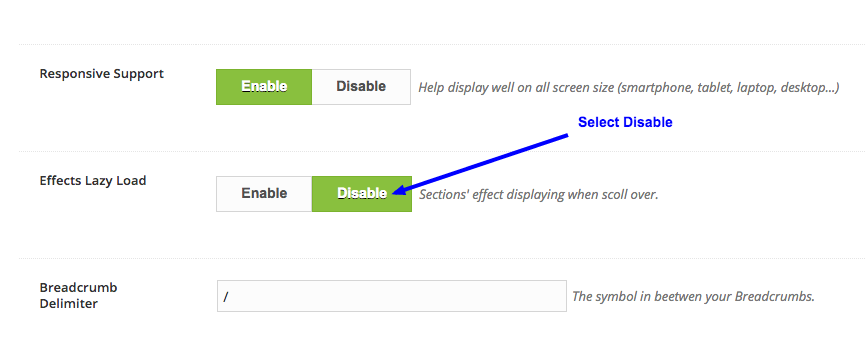 Responsive Support
Enable
Disable
Help display well on all screen size (smartphone, tablet, laptop, desktop...)
Select Disable
Effects Lazy Load
Enable
Disable
Sections' effect displaying when scoll over.
Breadcrumb
Delimiter
/
The symbol in beetwen your Breadcrumbs.